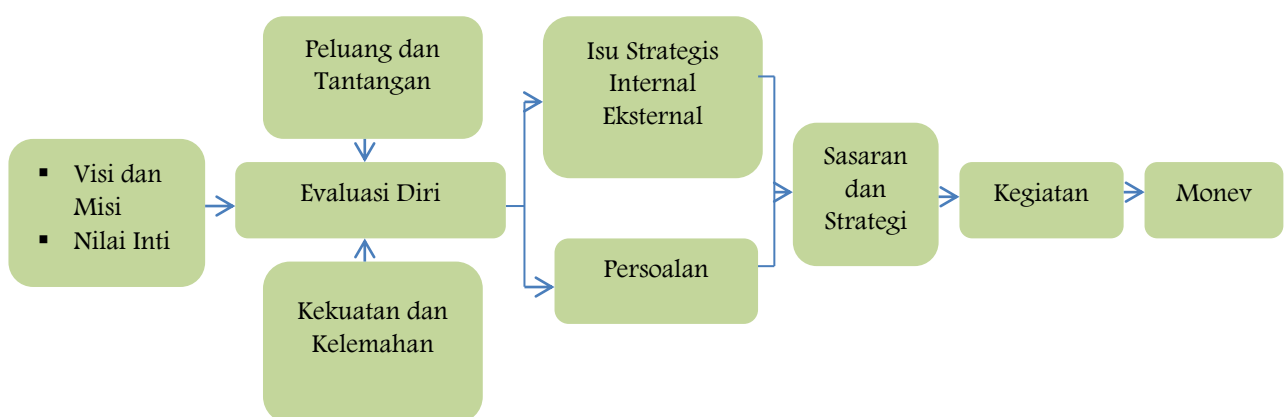 Peluang dan
Tantangan
Isu Strategis
Internal
Eksternal
▪ Visi dan
Misi
▪ Nilai Inti
Evaluasi Diri
Sasaran
dan
Strategi
Kegiatan
Monev
Persoalan
Kekuatan dan
Kelemahan